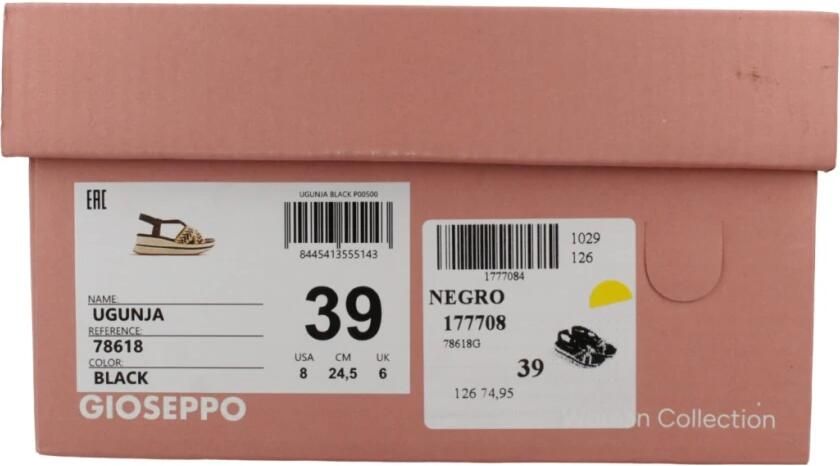 EAC
UGUNJA BLACK P00500
8445413555143
NAME:
UGUNJA
REFERENCE:
78618
COLOR:
BLACK
39
USA CM UK
8 24,5 6
GIOSEPPO
1029
126
1777084
NEGRO
177708
78618G
39
126 74,95
Collection